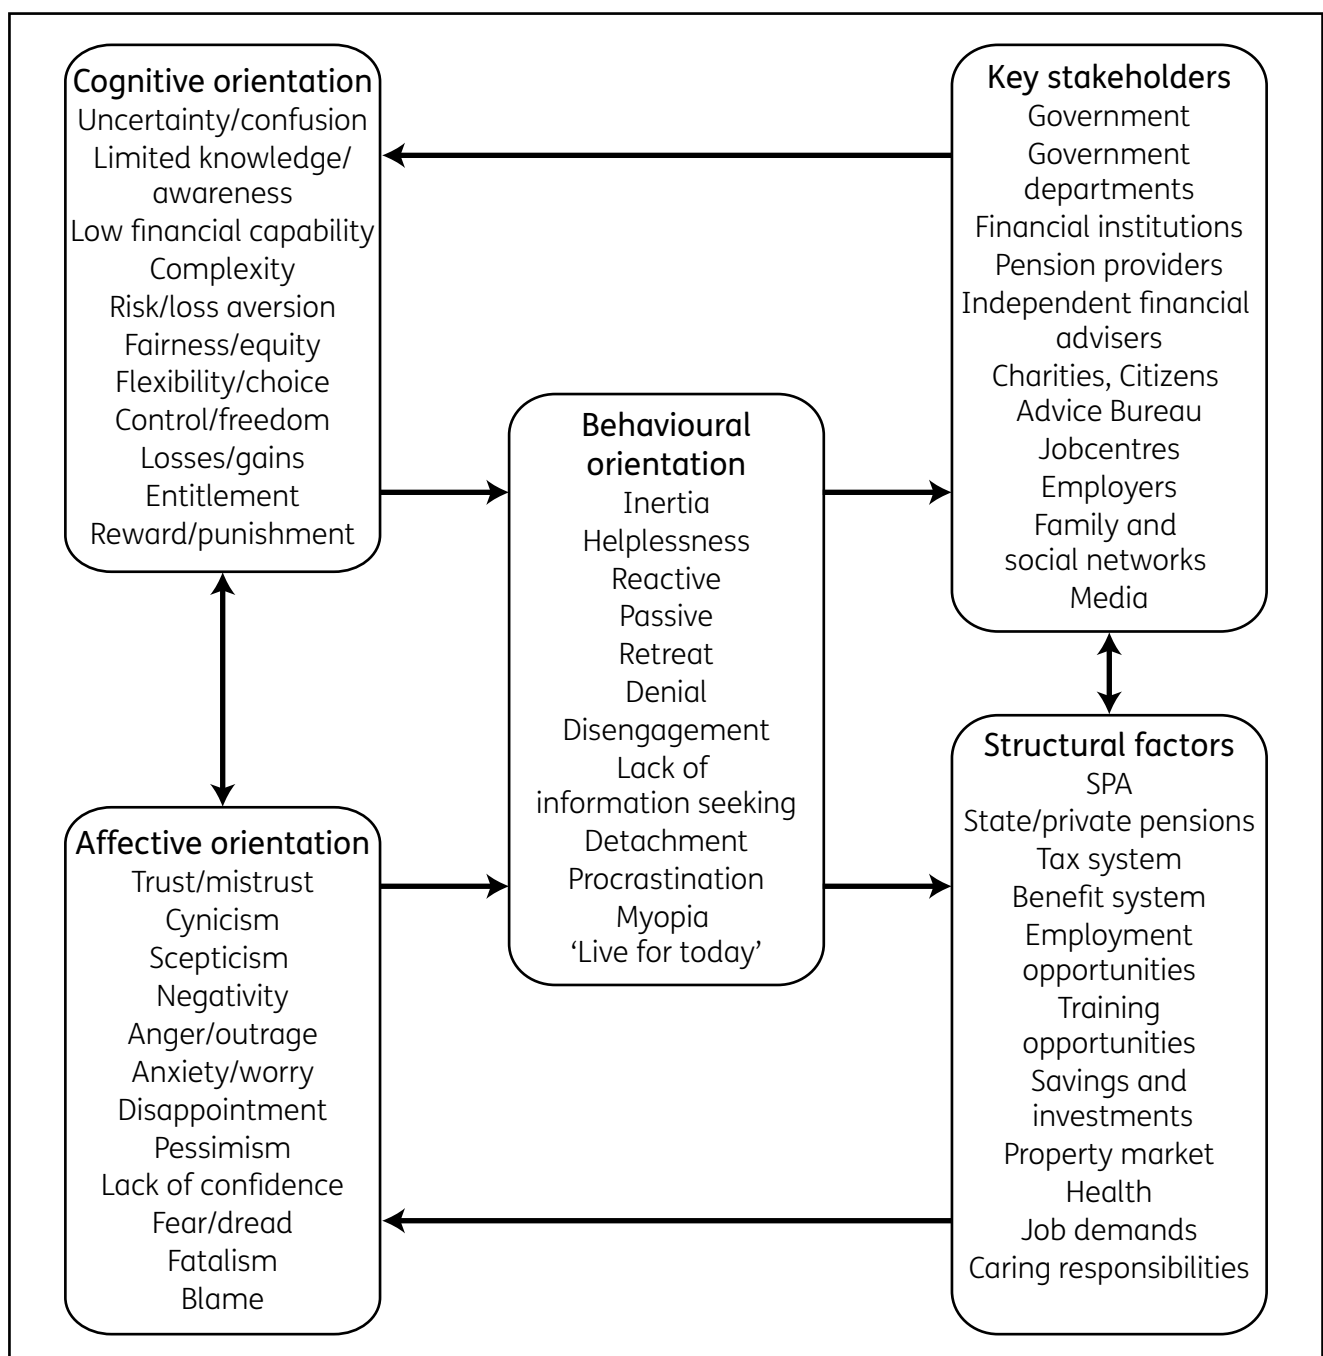 Cognitive orientation
Uncertainty/confusion
Limited knowledge/
awareness
Low financial capability
Complexity
Risk/loss aversion
Fairness/equity
Flexibility/choice
Control/freedom
Losses/gains
Entitlement
Reward/punishment
Key stakeholders
Government
Government
departments
Financial institutions
Pension providers
Independent financial
advisers
Charities, Citizens
Advice Bureau
Jobcentres
Employers
Family and
social networks
Media
Behavioural
orientation
Inertia
Helplessness
Reactive
Passive
Retreat
Denial
Disengagement
Lack of
information seeking
Detachment
Procrastination
Myopia
‘Live for today’
Affective orientation
Trust/mistrust
Cynicism
Scepticism
Negativity
Anger/outrage
Anxiety/worry
Disappointment
Pessimism
Lack of confidence
Fear/dread
Fatalism
Blame
Structural factors
SPA
State/private pensions
Tax system
Benefit system
Employment
opportunities
Training
opportunities
Savings and
investments
Property market
Health
Job demands
Caring responsibilities